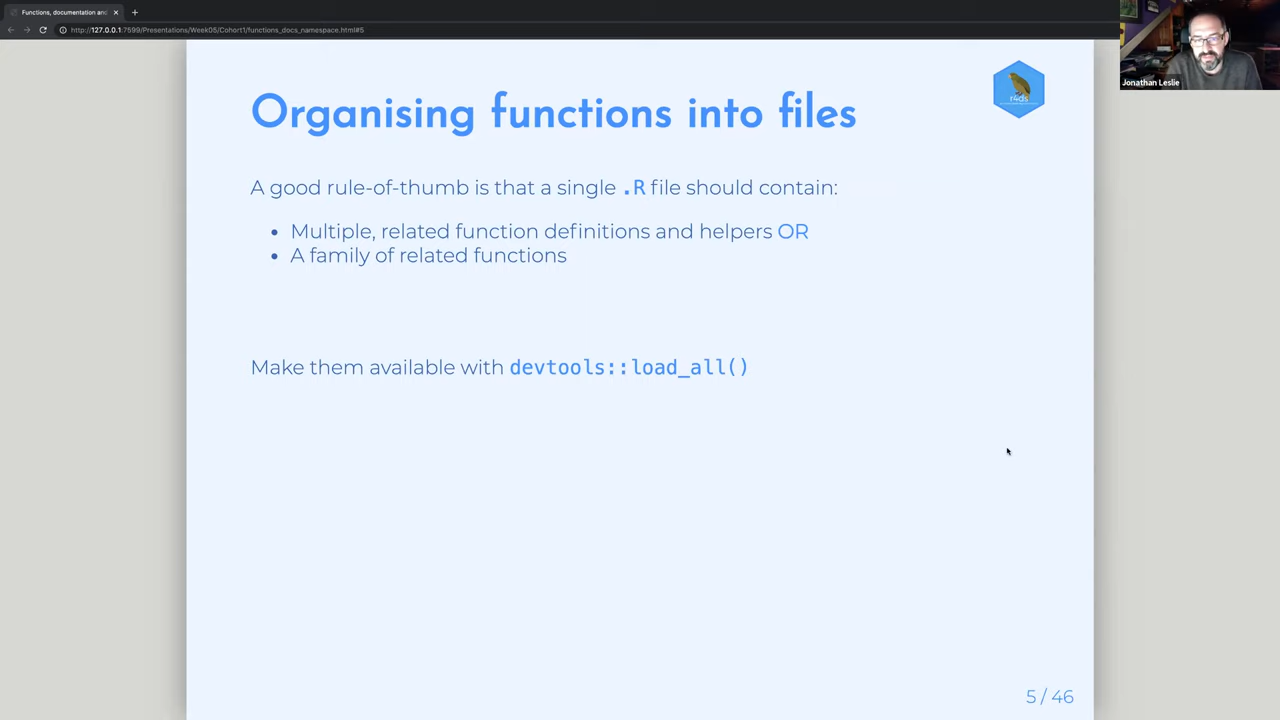 Functions, documentation and
http://127.0.0.1:7599/Presentations/Week05/Cohort1/functions_docs_namespace.html#5
Jonathan Leslie
r4ds
Organising functions into files
A good rule-of-thumb is that a single .R file should contain:
Multiple, related function definitions and helpers OR
A family of related functions
Make them available with devtools::load_all()
5 / 46